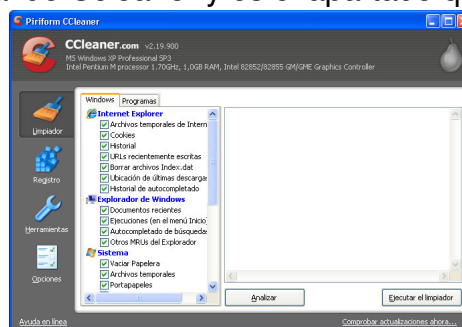 Piriform CCleaner
CCleaner.com v2.19.900
MS Windows XP Professional SP3
Intel Pentium M processor 1.70GHz, 1,0GB RAM, Intel 82852/82855 GM/GME Graphics Controller
Limpiador
Registro
Herramientas
Opciones
Windows Programas
Internet Explorer
Archivos temporales de Intern
Cookies
Historial
URLs recientemente escritas
Borrar archivos Index.dat
Ubicación de últimas descargas
Historial de autocompletado
Explorador de Windows
Documentos recientes
Ejecuciones (en el menú Inicio)
Autocompletado de búsquedas
Otros MRUs del Explorador
Sistema
Vaciar Papelera
Archivos temporales
Portapapeles
Analizar
Ejecutar el limpiador
Ayuda en línea
Comprobar actualizaciones ahora...